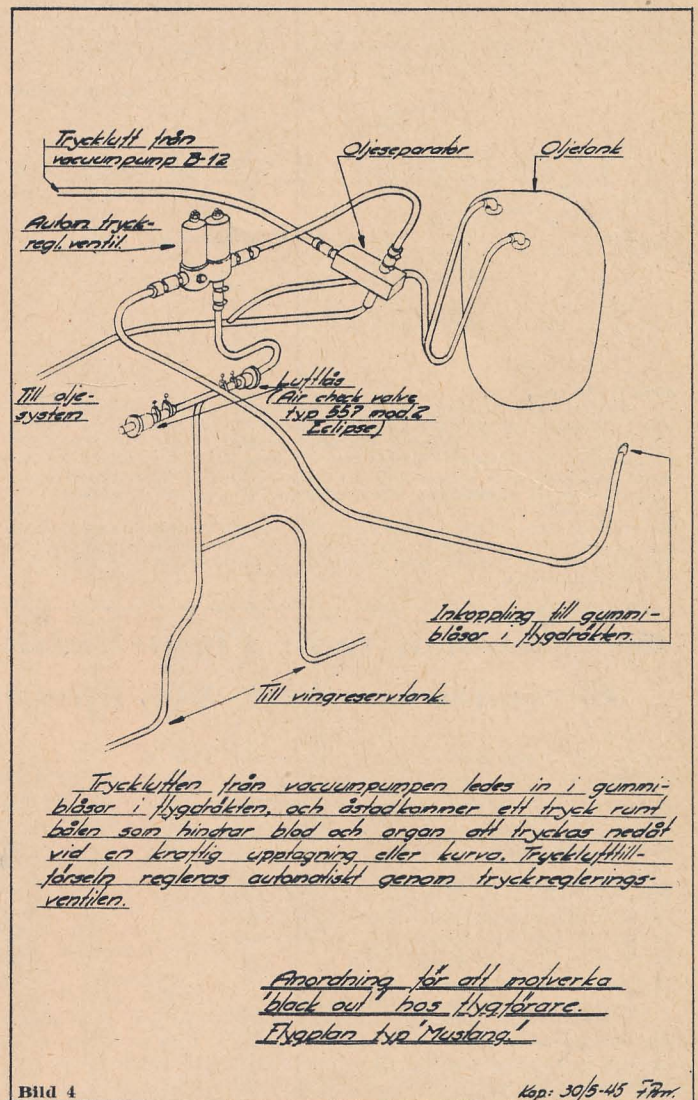 Tryckluft från
vacuumpump B-12
Oljeseparator
Oljetank
Autom. tryck-
regl. ventil.
Till olje-
system
Luftlås
(Air check valve
typ 557 mod. 2
Eclipse)
Inkoppling till gummi-
blåsor i flygdräkten.
Till vingreservtank.
Tryckluften från vacuumpumpen ledes in i gummi-
blåsor i flygdräkten, och åstadkommer ett tryck runt
bålen som hindrar blod och organ att tryckas nedåt
vid en kraftig upptagning eller kurva. Trycklufttill-
förseln regleras automatiskt genom tryckreglerings-
ventilen.
Anordning för att motverka
"black out" hos flygförare.
Flygplan typ "Mustang."
Bild 4
Kop: 30/5-45